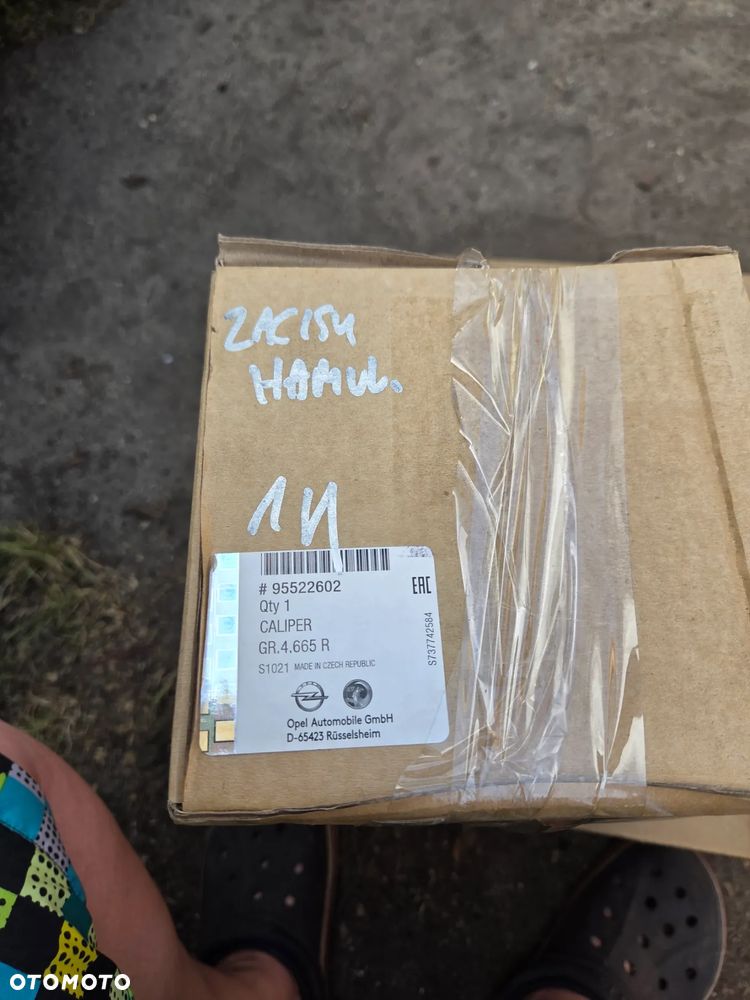 ZACISK
HAMUL.
14
# 95522602
Qty 1
CALIPER
GR.4.665 R
S1021 MADE IN CZECH REPUBLIC
Opel Automobile GmbH
D-65423 Rüsselsheim
EAC
S737742584
OTOMOTO